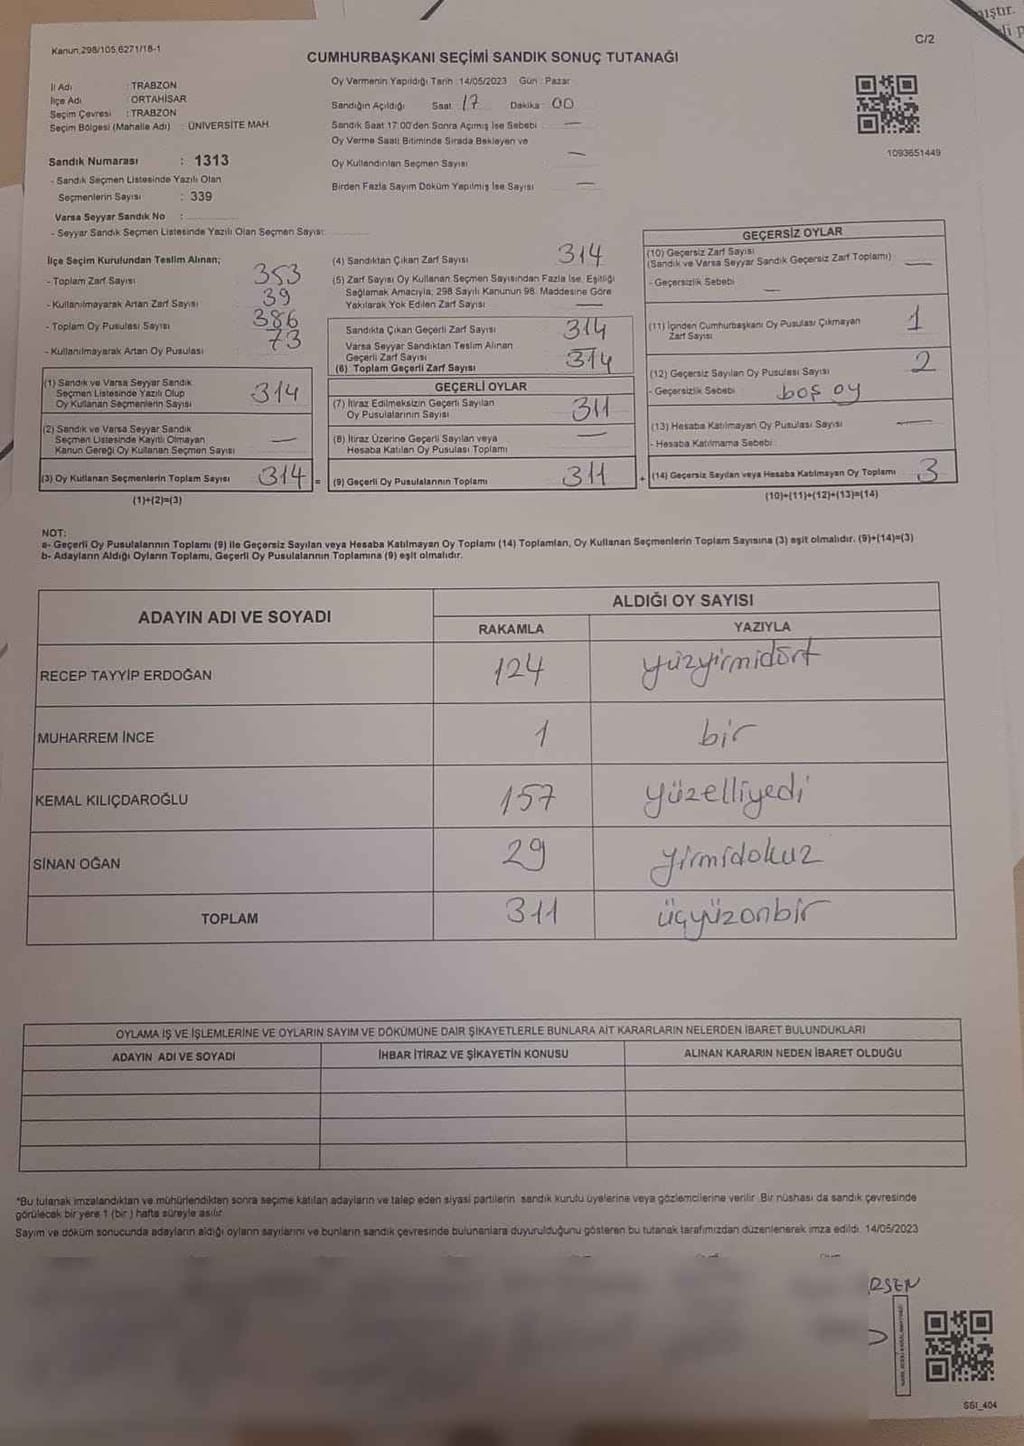 Kanun,298/105,6271/18-1
C/2
CUMHURBAŞKANI SEÇİMİ SANDIK SONUÇ TUTANAĞI
İl Adı : TRABZON
İlçe Adı : ORTAHİSAR
Seçim Çevresi : TRABZON
Seçim Bölgesi (Mahalle Adı) : ÜNİVERSİTE MAH.
Oy Vermenin Yapıldığı Tarih : 14/05/2023 Gün : Pazar
Sandığın Açıldığı Saat : 17 Dakika : 00
Sandık Saat 17:00'den Sonra Açılmış İse Sebebi —
Oy Verme Saati Bitiminde Sırada Bekleyen ve
Oy Kullandırılan Seçmen Sayısı —
Birden Fazla Sayım Döküm Yapılmış İse Sayısı —
1093651449
Sandık Numarası : 1313
- Sandık Seçmen Listesinde Yazılı Olan
Seçmenlerin Sayısı : 339
Varsa Seyyar Sandık No :
- Seyyar Sandık Seçmen Listesinde Yazılı Olan Seçmen Sayısı:
İlçe Seçim Kurulundan Teslim Alınan;
- Toplam Zarf Sayısı 353
- Kullanılmayarak Artan Zarf Sayısı 39
- Toplam Oy Pusulası Sayısı 386
- Kullanılmayarak Artan Oy Pusulası 73
(1) Sandık ve Varsa Seyyar Sandık
Seçmen Listesinde Yazılı Olup
Oy Kullanan Seçmenlerin Sayısı 314
(2) Sandık ve Varsa Seyyar Sandık
Seçmen Listesinde Kayıtlı Olmayan
Kanun Gereği Oy Kullanan Seçmen Sayısı —
(3) Oy Kullanan Seçmenlerin Toplam Sayısı 314 =
(1)+(2)=(3)
(4) Sandıktan Çıkan Zarf Sayısı 314
(5) Zarf Sayısı Oy Kullanan Seçmen Sayısından Fazla İse, Eşitliği
Sağlamak Amacıyla, 298 Sayılı Kanunun 98. Maddesine Göre
Yakılarak Yok Edilen Zarf Sayısı —
Sandıkta Çıkan Geçerli Zarf Sayısı 314
Varsa Seyyar Sandıktan Teslim Alınan
Geçerli Zarf Sayısı —
(6) Toplam Geçerli Zarf Sayısı 314
GEÇERLİ OYLAR
(7) İtiraz Edilmeksizin Geçerli Sayılan
Oy Pusulalarının Sayısı 311
(8) İtiraz Üzerine Geçerli Sayılan veya
Hesaba Katılan Oy Pusulası Toplamı —
(9) Geçerli Oy Pusulalarının Toplamı 311 +
GEÇERSİZ OYLAR
(10) Geçersiz Zarf Sayısı
(Sandık ve Varsa Seyyar Sandık Geçersiz Zarf Toplamı) —
- Geçersizlik Sebebi —
(11) İçinden Cumhurbaşkanı Oy Pusulası Çıkmayan
Zarf Sayısı 1
(12) Geçersiz Sayılan Oy Pusulası Sayısı 2
- Geçersizlik Sebebi boş oy
(13) Hesaba Katılmayan Oy Pusulası Sayısı —
- Hesaba Katılmama Sebebi
(14) Geçersiz Sayılan veya Hesaba Katılmayan Oy Toplamı 3
(10)+(11)+(12)+(13)=(14)
NOT:
a- Geçerli Oy Pusulalarının Toplamı (9) ile Geçersiz Sayılan veya Hesaba Katılmayan Oy Toplamı (14) Toplamları, Oy Kullanan Seçmenlerin Toplam Sayısına (3) eşit olmalıdır. (9)+(14)=(3)
b- Adayların Aldığı Oyların Toplamı, Geçerli Oy Pusulalarının Toplamına (9) eşit olmalıdır.
ADAYIN ADI VE SOYADI
ALDIĞI OY SAYISI
RAKAMLA YAZIYLA
RECEP TAYYİP ERDOĞAN 124 yüzyirmidört
MUHARREM İNCE 1 bir
KEMAL KILIÇDAROĞLU 157 yüzelliyedi
SİNAN OĞAN 29 yirmidokuz
TOPLAM 311 üçyüzonbir
OYLAMA İŞ VE İŞLEMLERİNE VE OYLARIN SAYIM VE DÖKÜMÜNE DAİR ŞİKAYETLERLE BUNLARA AİT KARARLARIN NELERDEN İBARET BULUNDUKLARI
ADAYIN ADI VE SOYADI İHBAR İTİRAZ VE ŞİKAYETİN KONUSU ALINAN KARARIN NEDEN İBARET OLDUĞU
*Bu tutanak imzalandıktan ve mühürlendikten sonra seçime katılan adayların ve talep eden siyasi partilerin sandık kurulu üyelerine veya gözlemcilerine verilir. Bir nüshası da sandık çevresinde
görülecek bir yere 1 (bir) hafta süreyle asılır.
Sayım ve döküm sonucunda adayların aldığı oyların sayılarını ve bunların sandık çevresinde bulunanlara duyurulduğunu gösteren bu tutanak tarafımızdan düzenlenerek imza edildi. 14/05/2023
RSEN
SSI_404